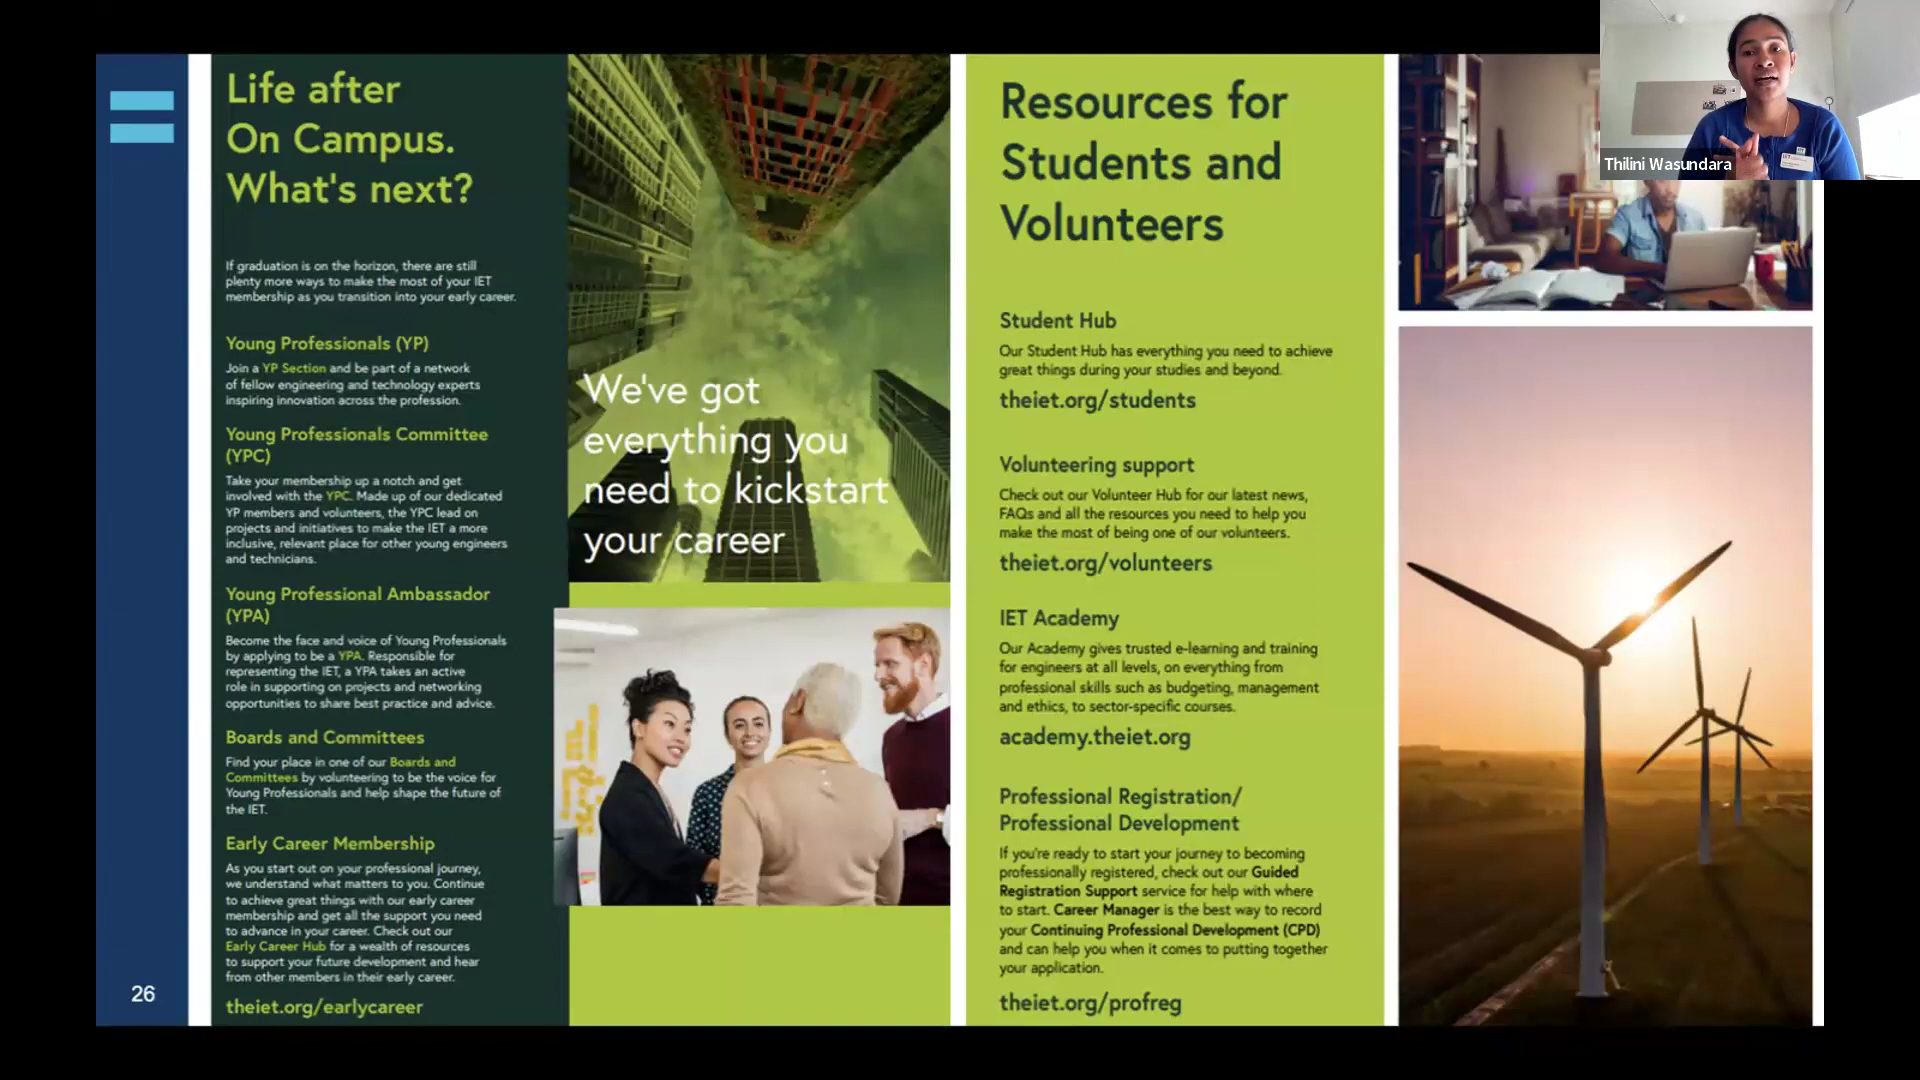 Life after
On Campus.
What's next?
If graduation is on the horizon, there are still
plenty more ways to make the most of your IET
membership as you transition into your early career.
Young Professionals (YP)
Join a YP Section and be part of a network
of fellow engineering and technology experts
inspiring innovation across the profession.
Young Professionals Committee
(YPC)
Take your membership up a notch and get
involved with the YPC. Made up of our dedicated
YP members and volunteers, the YPC lead on
projects and initiatives to make the IET a more
inclusive, relevant place for other young engineers
and technicians.
Young Professional Ambassador
(YPA)
Become the face and voice of Young Professionals
by applying to be a YPA. Responsible for
representing the IET, a YPA takes an active
role in supporting on projects and networking
opportunities to share best practice and advice.
Boards and Committees
Find your place in one of our Boards and
Committees by volunteering to be the voice for
Young Professionals and help shape the future of
the IET.
Early Career Membership
As you start out on your professional journey,
we understand what matters to you. Continue
to achieve great things with our early career
membership and get all the support you need
to advance in your career. Check out our
Early Career Hub for a wealth of resources
to support your future development and hear
from other members in their early career.
theiet.org/earlycareer
26
We've got
everything you
need to kickstart
your career
Resources for
Students and
Volunteers
Student Hub
Our Student Hub has everything you need to achieve
great things during your studies and beyond.
theiet.org/students
Volunteering support
Check out our Volunteer Hub for our latest news,
FAQs and all the resources you need to help you
make the most of being one of our volunteers.
theiet.org/volunteers
IET Academy
Our Academy gives trusted e-learning and training
for engineers at all levels, on everything from
professional skills such as budgeting, management
and ethics, to sector-specific courses.
academy.theiet.org
Professional Registration/
Professional Development
If you're ready to start your journey to becoming
professionally registered, check out our Guided
Registration Support service for help with where
to start. Career Manager is the best way to record
your Continuing Professional Development (CPD)
and can help you when it comes to putting together
your application.
theiet.org/profreg
Thilini Wasundara